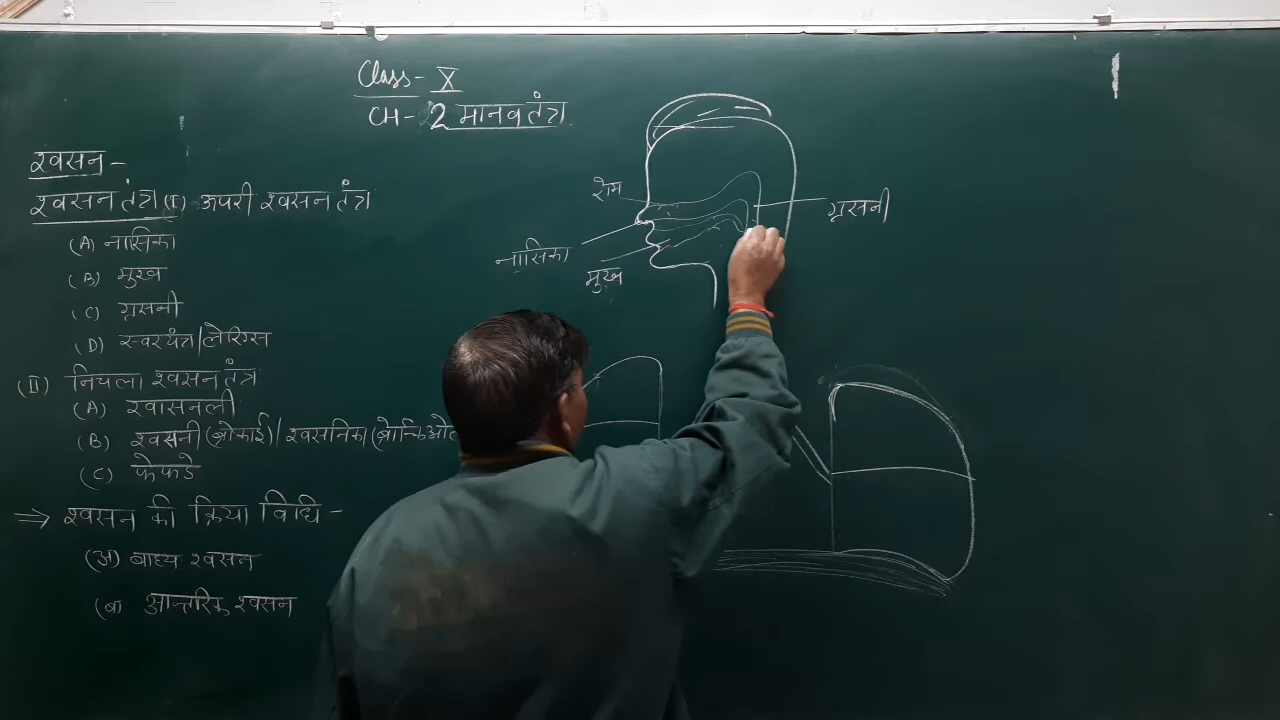 Class - X
CH - 2 मानव तंत्र
श्वसन -
श्वसन तंत्र (I) ऊपरी श्वसन तंत्र
(A) नासिका
(B) मुख
(C) ग्रसनी
(D) स्वरयंत्र/लेरिंग्स
(II) निचला श्वसन तंत्र
(A) श्वासनली
(B) श्वसनी (ब्रोंकाई)/श्वसनिका
(C) फेफडे
⇒ श्वसन की क्रिया विधि -
(अ) बाह्य श्वसन
(ब) आन्तरिक श्वसन
रोम
ग्रसनी
नासिका
मुख